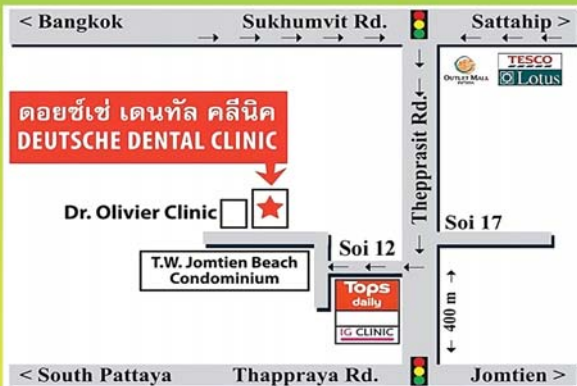 < Bangkok
Sukhumvit Rd.
Sattahip >
OUTLET MALL
PATTAYA
TESCO
Lotus
ดอยซ์เช่ เดนทัล คลีนิค
DEUTSCHE DENTAL CLINIC
Thepprasit Rd.
Dr. Olivier Clinic
Soi 17
Soi 12
T.W. Jomtien Beach
Condominium
Tops
daily
IG CLINIC
400 m
< South Pattaya
Thappraya Rd.
Jomtien >